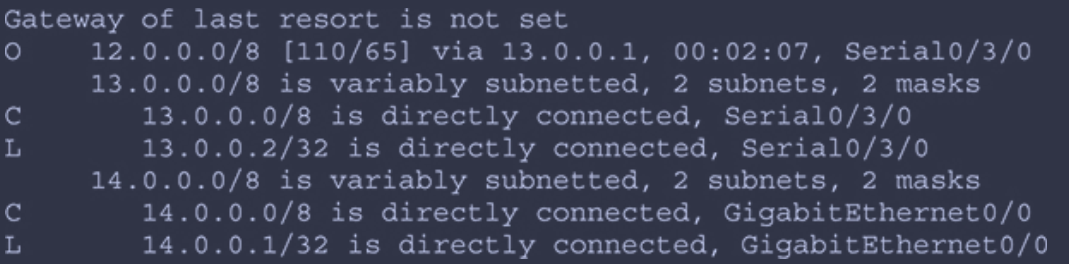 Gateway of last resort is not set
O    12.0.0.0/8 [110/65] via 13.0.0.1, 00:02:07, Serial0/3/0
     13.0.0.0/8 is variably subnetted, 2 subnets, 2 masks
C       13.0.0.0/8 is directly connected, Serial0/3/0
L       13.0.0.2/32 is directly connected, Serial0/3/0
     14.0.0.0/8 is variably subnetted, 2 subnets, 2 masks
C       14.0.0.0/8 is directly connected, GigabitEthernet0/0
L       14.0.0.1/32 is directly connected, GigabitEthernet0/0